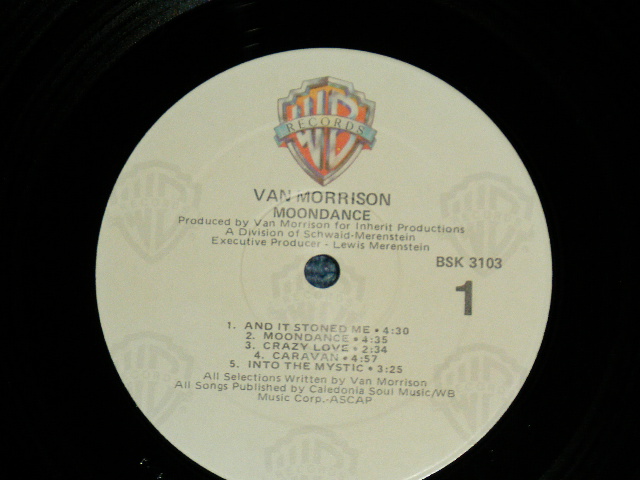 WB
RECORDS
VAN MORRISON
MOONDANCE
Produced by Van Morrison for Inherit Productions
A Division of Schwaid-Merenstein
Executive Producer - Lewis Merenstein
BSK 3103
1
1. AND IT STONED ME • 4:30
2. MOONDANCE • 4:35
3. CRAZY LOVE • 2:34
4. CARAVAN • 4:57
5. INTO THE MYSTIC • 3:25
All Selections Written by Van Morrison
All Songs Published by Caledonia Soul Music/WB
Music Corp.-ASCAP